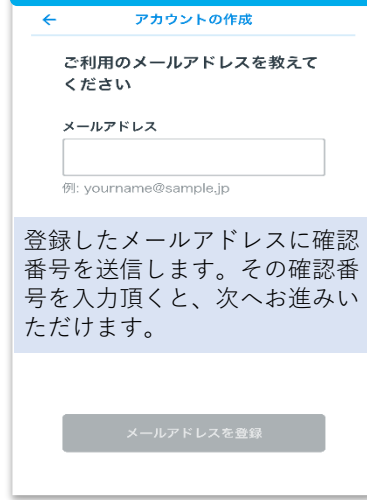 ← アカウントの作成
ご利用のメールアドレスを教えて
ください
メールアドレス
例: yourname@sample.jp
登録したメールアドレスに確認
番号を送信します。その確認番
号を入力頂くと、次へお進みい
ただけます。
メールアドレスを登録